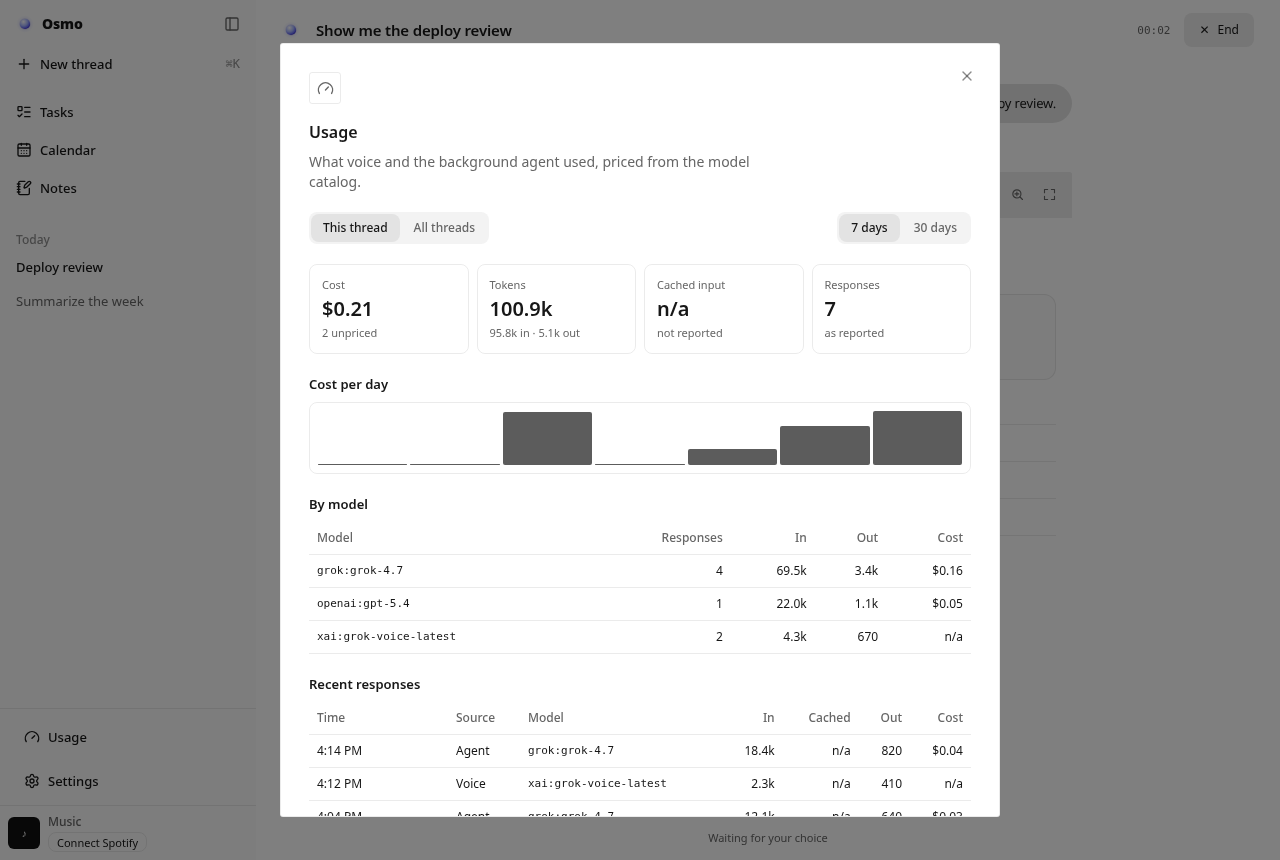 Osmo
New thread
⌘K
Tasks
Calendar
Notes
Today
Deploy review
Summarize the week
Usage
Settings
Music
Connect Spotify
Show me the deploy review
00:02
End
review.
Usage
What voice and the background agent used, priced from the model
catalog.
This thread
All threads
7 days
30 days
Cost
$0.21
2 unpriced
Tokens
100.9k
95.8k in · 5.1k out
Cached input
n/a
not reported
Responses
7
as reported
Cost per day
By model
Model Responses In Out Cost
grok:grok-4.7 4 69.5k 3.4k $0.16
openai:gpt-5.4 1 22.0k 1.1k $0.05
xai:grok-voice-latest 2 4.3k 670 n/a
Recent responses
Time Source Model In Cached Out Cost
4:14 PM Agent grok:grok-4.7 18.4k n/a 820 $0.04
4:12 PM Voice xai:grok-voice-latest 2.3k n/a 410 n/a
Waiting for your choice